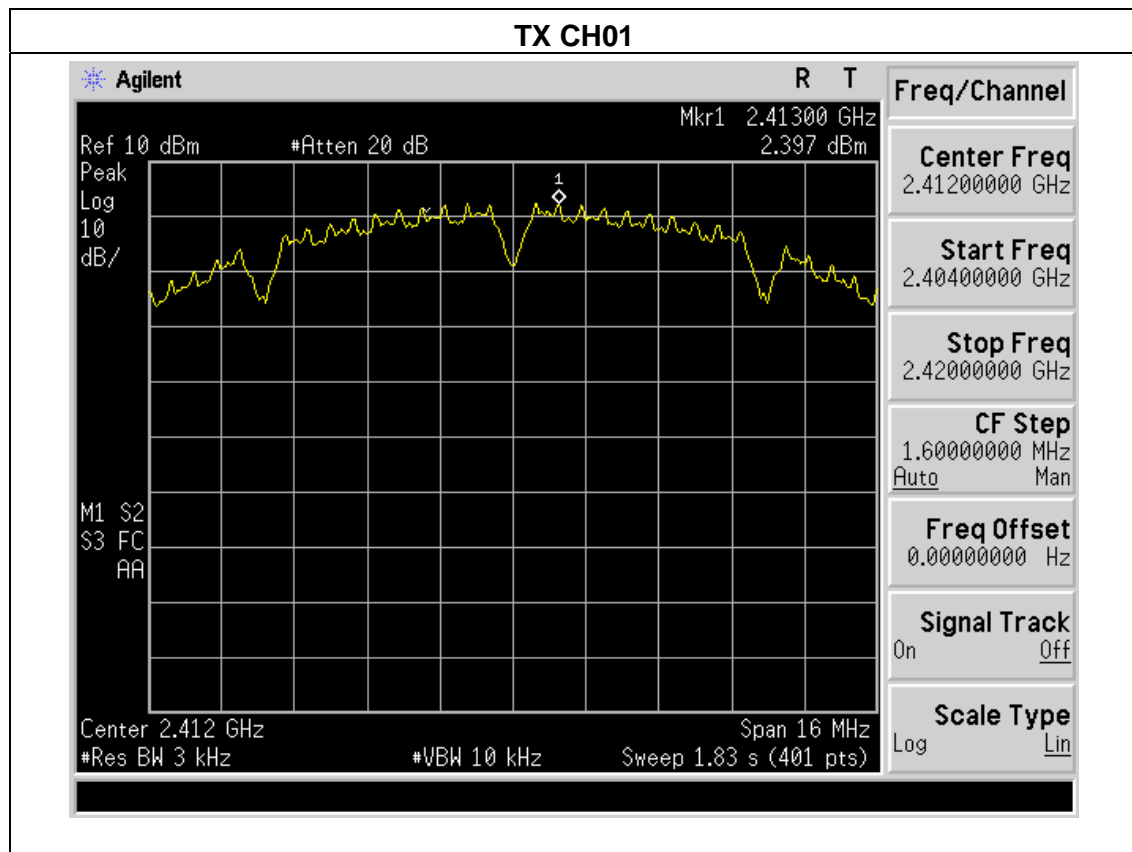 TX CH01
Agilent
R T
Mkr1 2.41300 GHz
Ref 10 dBm #Atten 20 dB 2.397 dBm
Peak
Log
10
dB/
1
M1 S2
S3 FC
AA
Center 2.412 GHz Span 16 MHz
#Res BW 3 kHz #VBW 10 kHz Sweep 1.83 s (401 pts)
Freq/Channel
Center Freq
2.41200000 GHz
Start Freq
2.40400000 GHz
Stop Freq
2.42000000 GHz
CF Step
1.60000000 MHz
Auto Man
Freq Offset
0.00000000 Hz
Signal Track
On Off
Scale Type
Log Lin